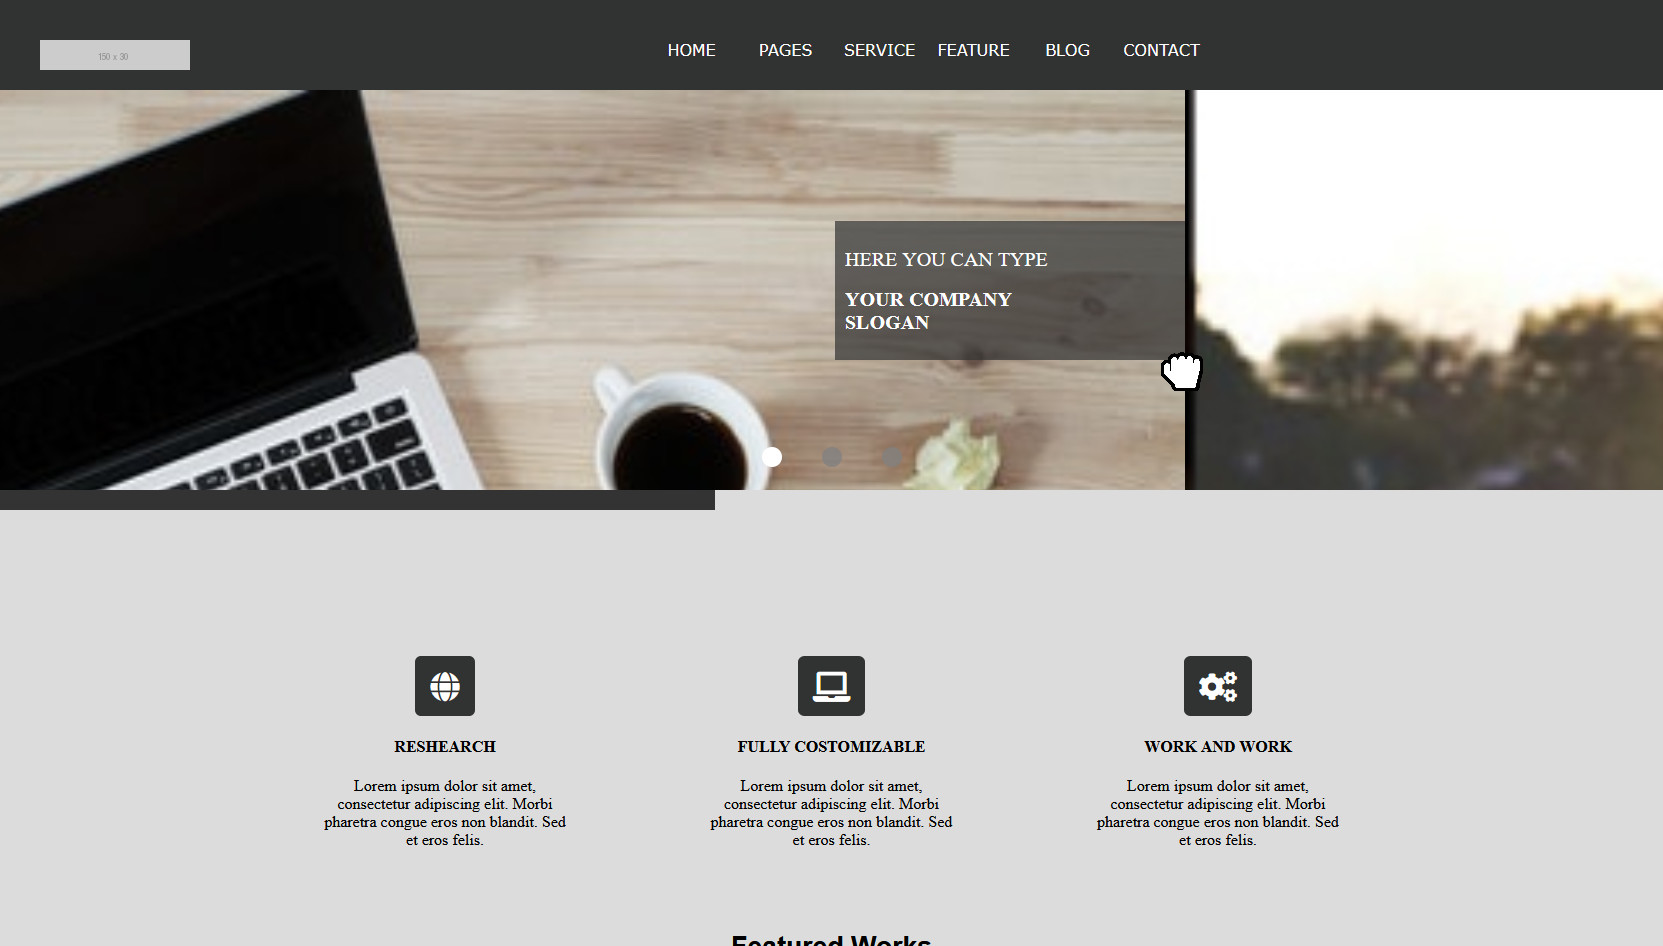 150 x 30
HOME PAGES SERVICE FEATURE BLOG CONTACT
HERE YOU CAN TYPE
YOUR COMPANY
SLOGAN
RESHEARCH
Lorem ipsum dolor sit amet,
consectetur adipiscing elit. Morbi
pharetra congue eros non blandit. Sed
et eros felis.
FULLY COSTOMIZABLE
Lorem ipsum dolor sit amet,
consectetur adipiscing elit. Morbi
pharetra congue eros non blandit. Sed
et eros felis.
WORK AND WORK
Lorem ipsum dolor sit amet,
consectetur adipiscing elit. Morbi
pharetra congue eros non blandit. Sed
et eros felis.
Featured Works